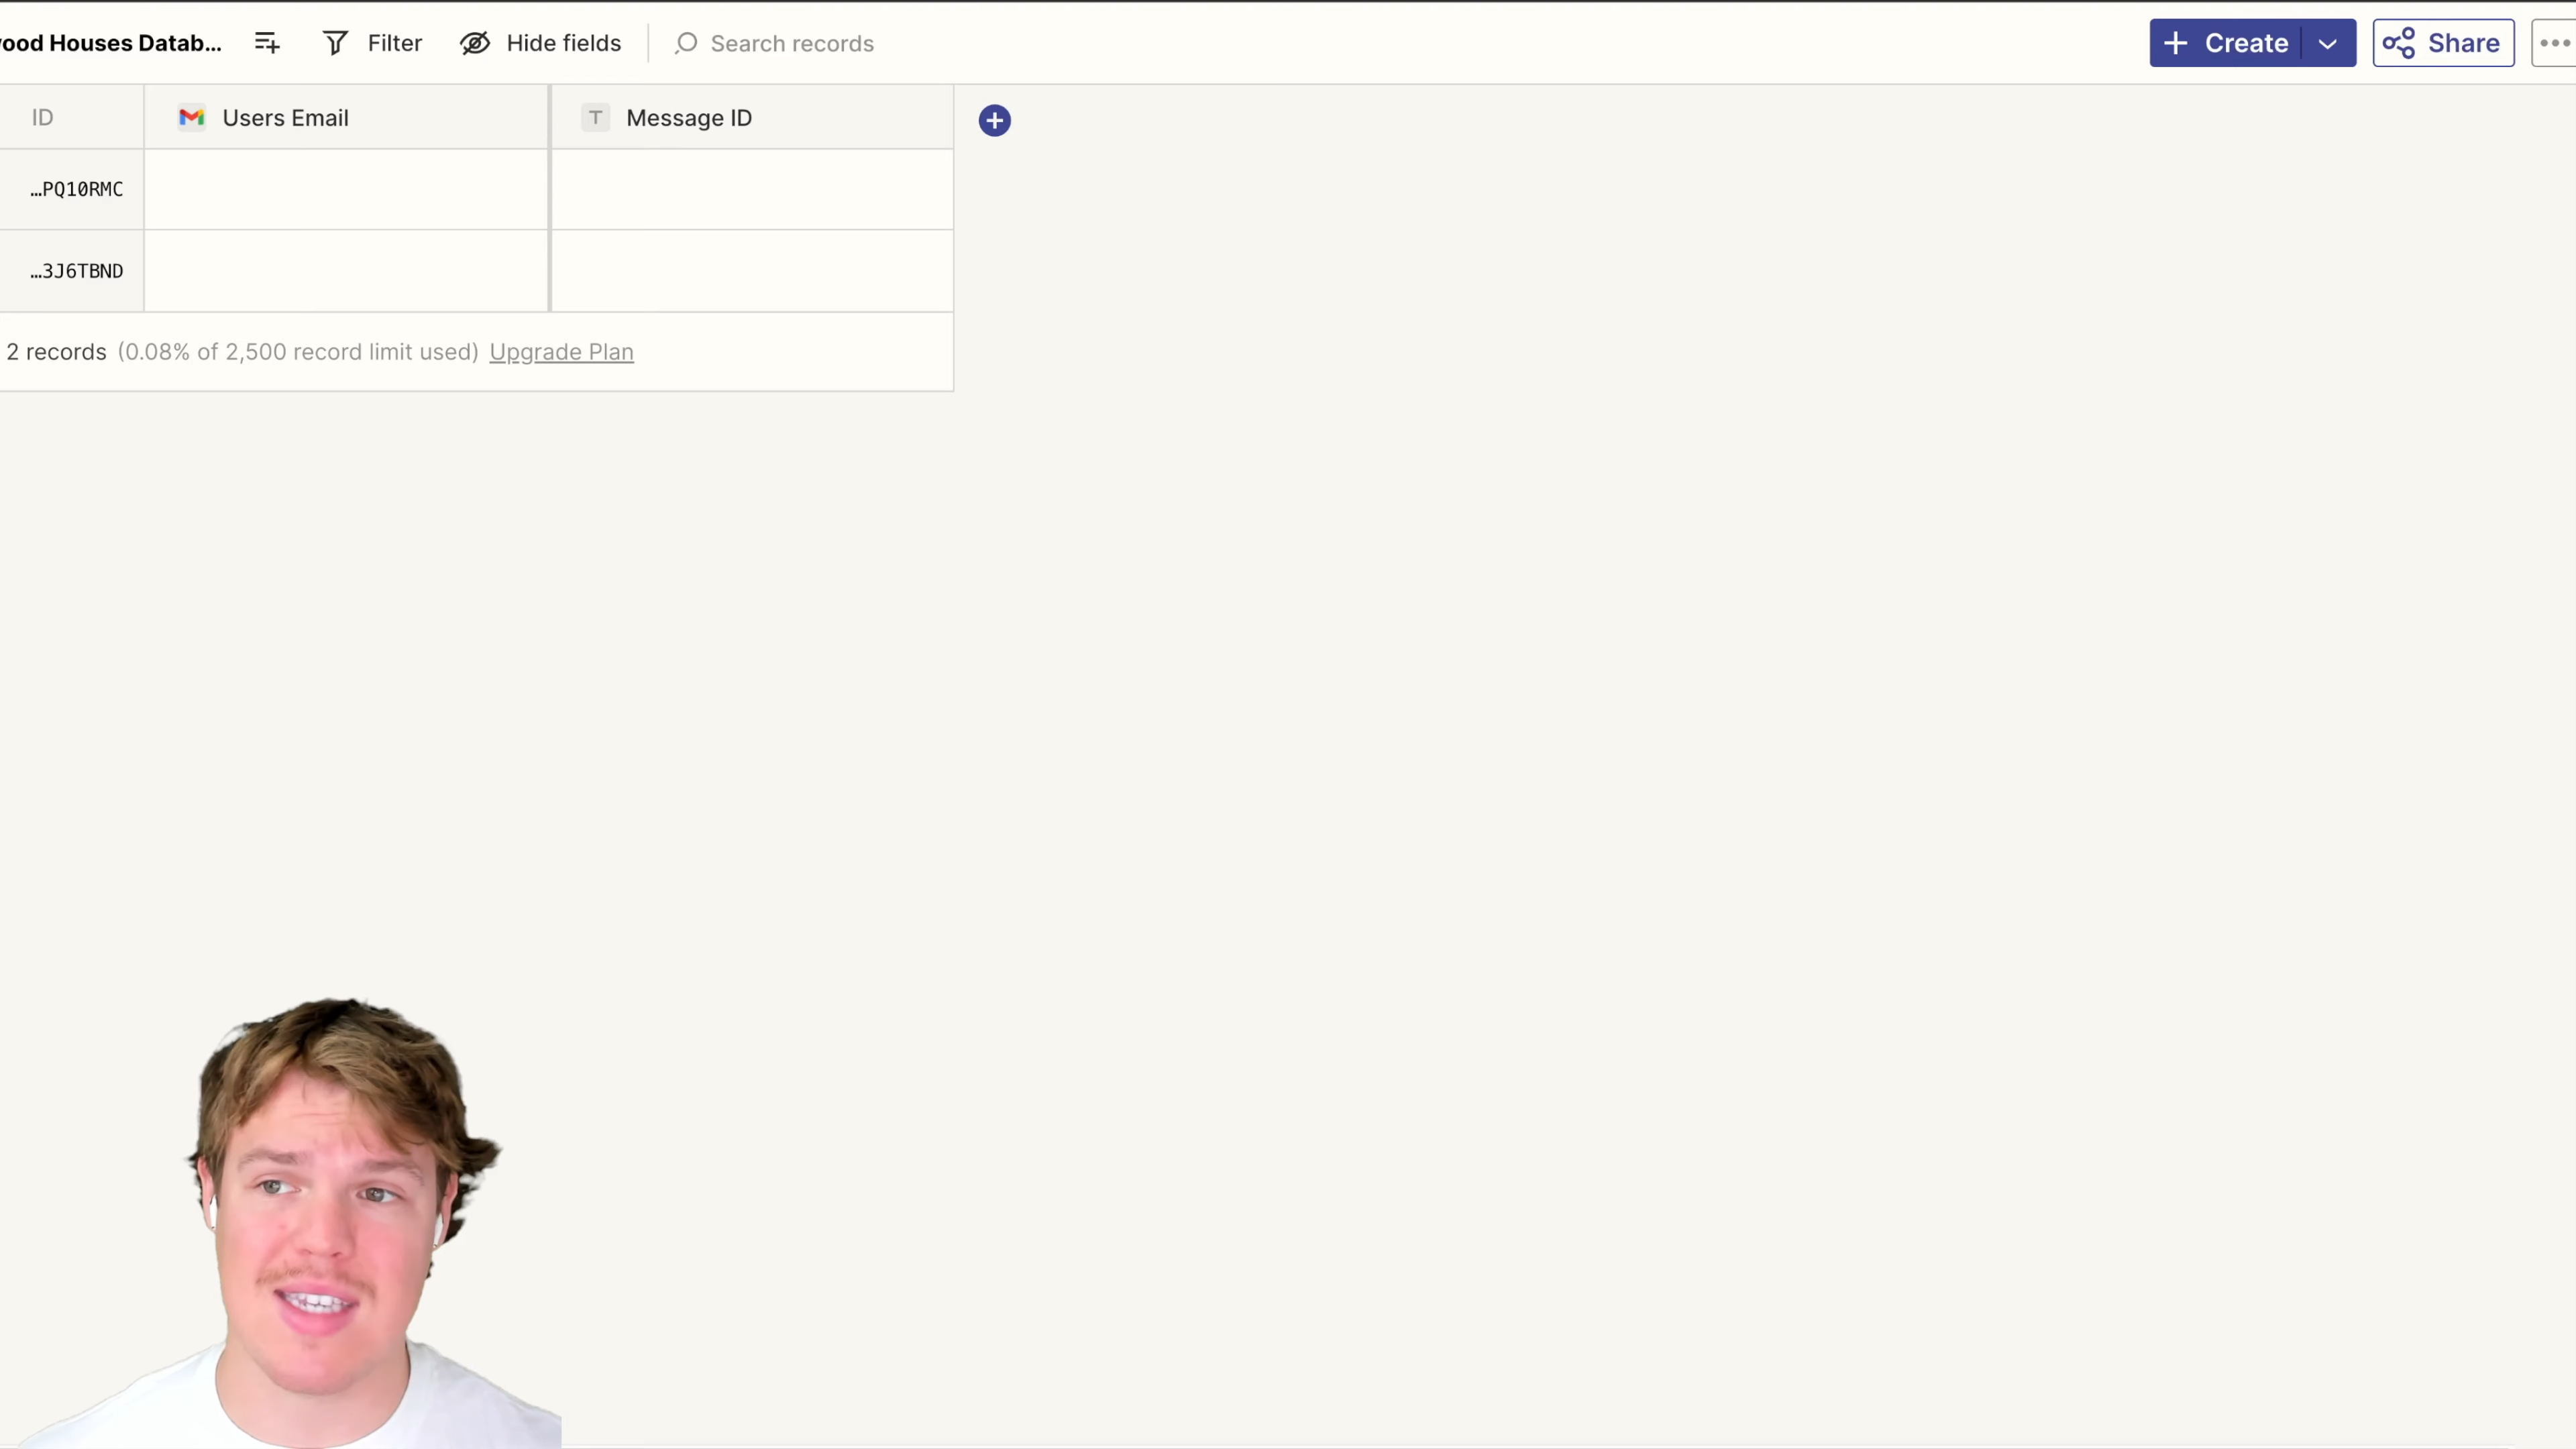 ood Houses Datab...
Filter
Hide fields
Search records
Create
Share
ID
Users Email
T
Message ID
…PQ10RMC
…3J6TBND
2 records (0.08% of 2,500 record limit used) Upgrade Plan